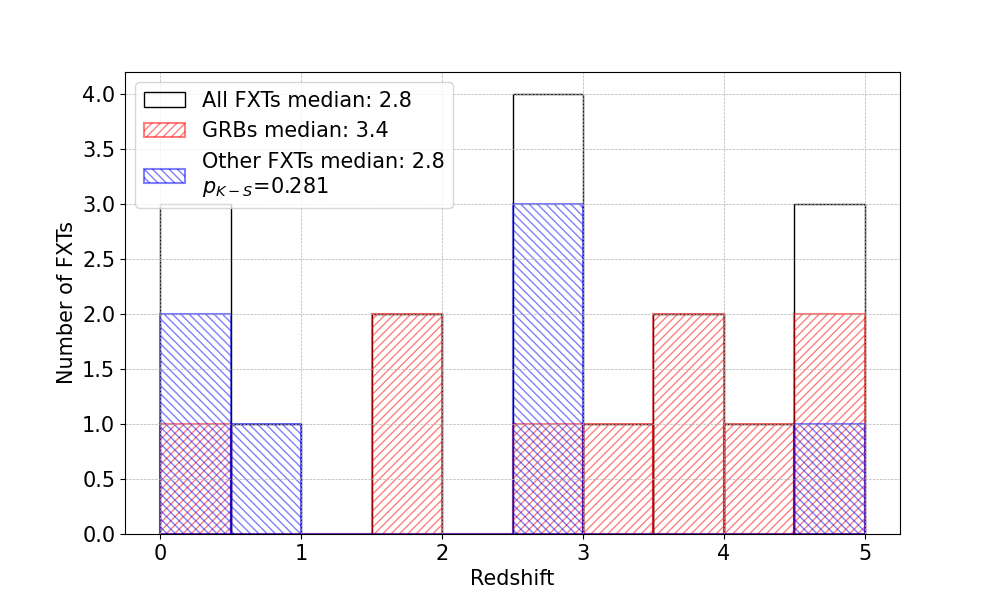 All FXTs median: 2.8
GRBs median: 3.4
Other FXTs median: 2.8
p_{K-S}=0.281
4.0
3.5
3.0
2.5
2.0
1.5
1.0
0.5
0.0
Number of FXTs
0 1 2 3 4 5
Redshift